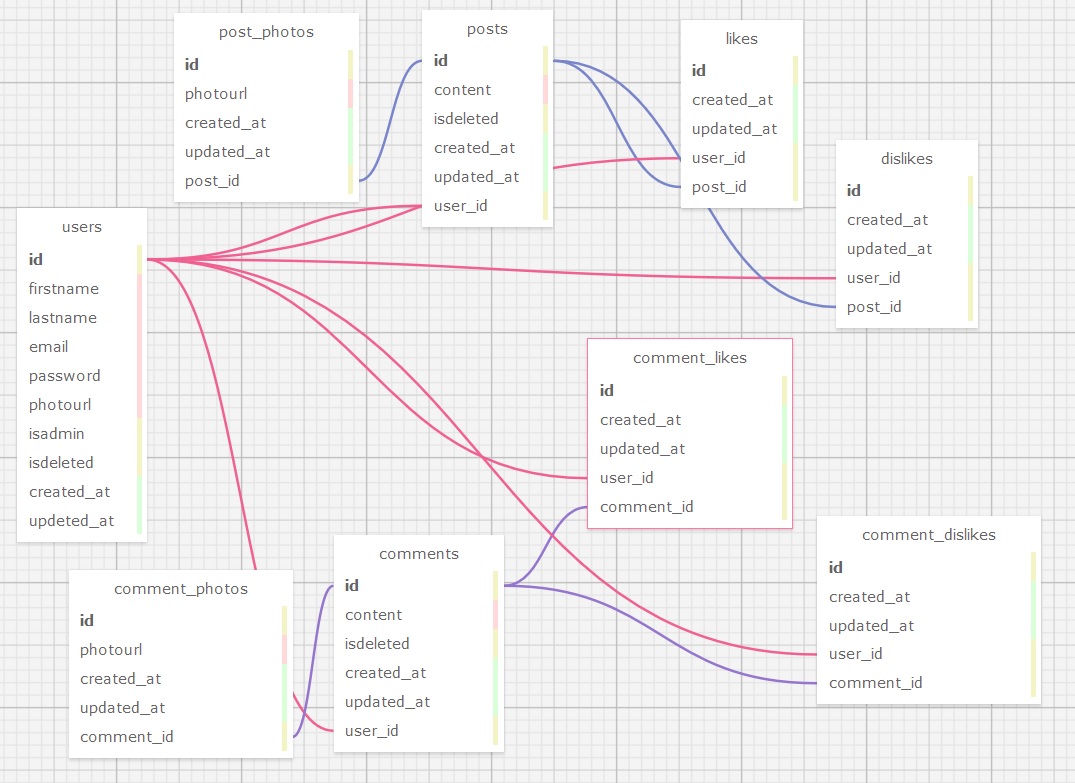 post_photos
id
photourl
created_at
updated_at
post_id
posts
id
content
isdeleted
created_at
updated_at
user_id
likes
id
created_at
updated_at
user_id
post_id
dislikes
id
created_at
updated_at
user_id
post_id
users
id
firstname
lastname
email
password
photourl
isadmin
isdeleted
created_at
updeted_at
comment_likes
id
created_at
updated_at
user_id
comment_id
comment_dislikes
id
created_at
updated_at
user_id
comment_id
comments
id
content
isdeleted
created_at
updated_at
user_id
comment_photos
id
photourl
created_at
updated_at
comment_id